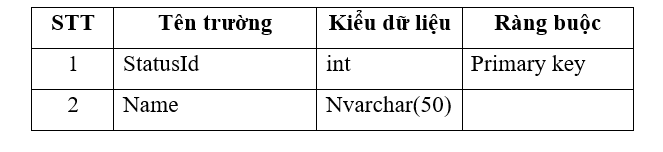 STT Tên trường Kiểu dữ liệu Ràng buộc
1 StatusId int Primary key
2 Name Nvarchar(50)